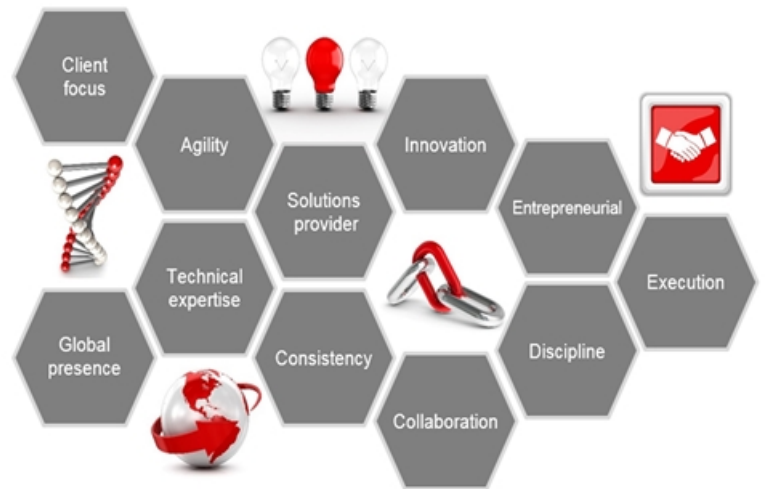 Client
focus
Agility
Innovation
Solutions
provider
Entrepreneurial
Technical
expertise
Execution
Global
presence
Consistency
Discipline
Collaboration